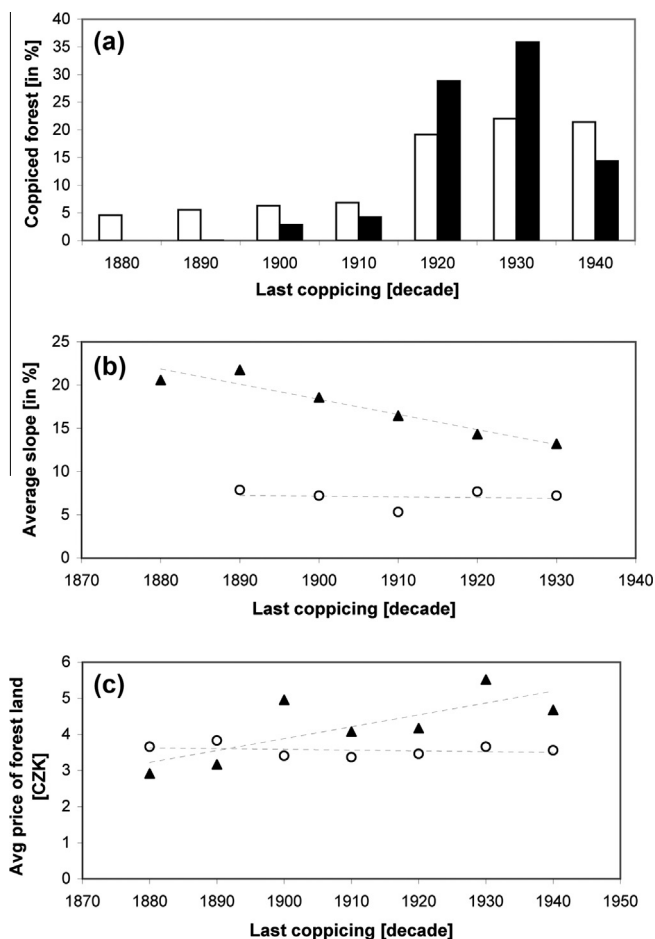 (a)
Coppiced forest [in %]
40
35
30
25
20
15
10
5
0
1880 1890 1900 1910 1920 1930 1940
Last coppicing [decade]
(b)
Average slope [in %]
25
20
15
10
5
0
1870 1880 1890 1900 1910 1920 1930 1940
Last coppicing [decade]
(c)
Avg price of forest land
[CZK]
6
5
4
3
2
1
0
1870 1880 1890 1900 1910 1920 1930 1940 1950
Last coppicing [decade]